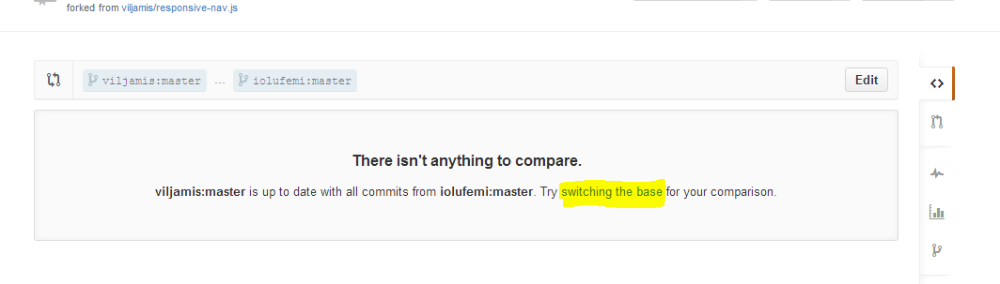 forked from viljamis/responsive-nav.js
viljamis:master ... iolufemi:master Edit
There isn't anything to compare.
viljamis:master is up to date with all commits from iolufemi:master. Try switching the base for your comparison.